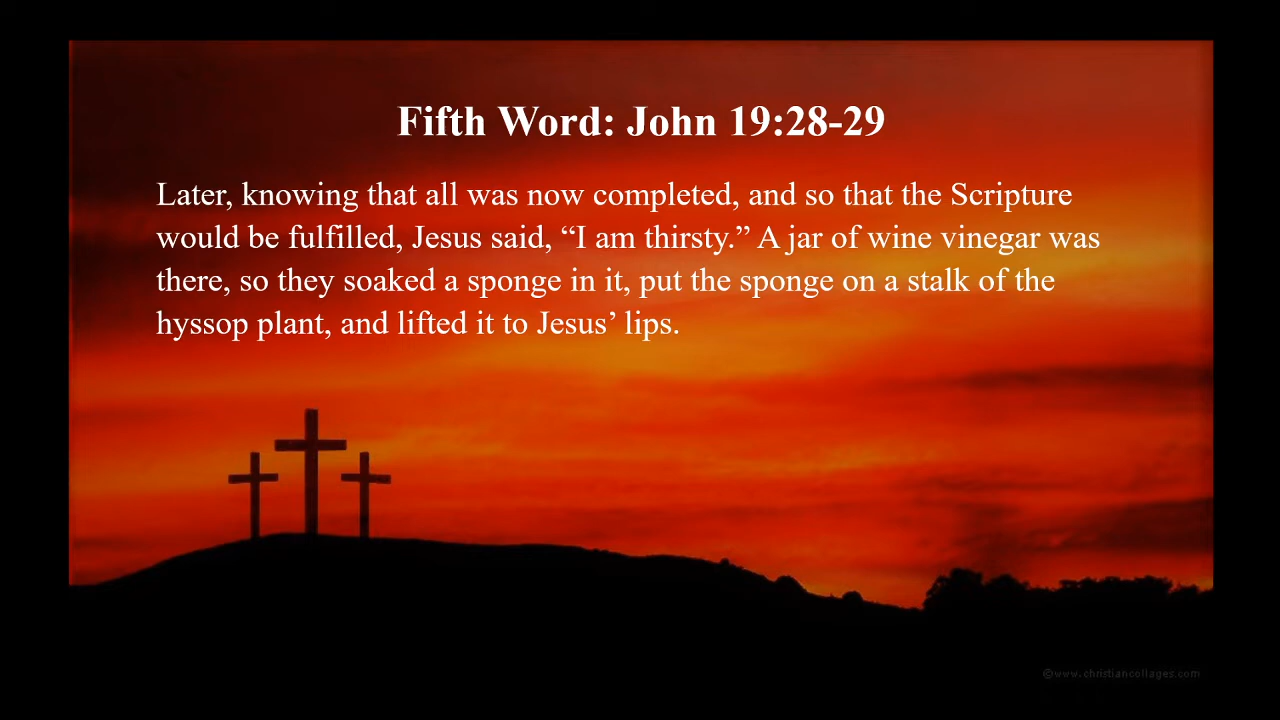 Fifth Word: John 19:28-29
Later, knowing that all was now completed, and so that the Scripture
would be fulfilled, Jesus said, “I am thirsty.” A jar of wine vinegar was
there, so they soaked a sponge in it, put the sponge on a stalk of the
hyssop plant, and lifted it to Jesus’ lips.
©www.christiancollages.com